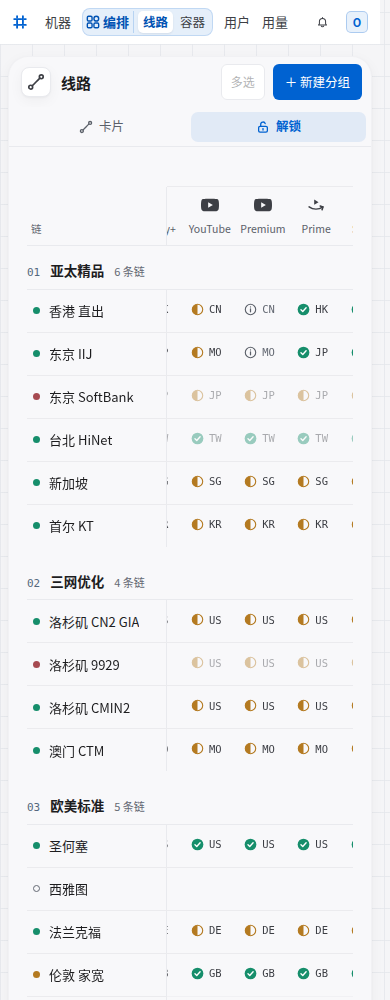 机器 编排 线路 容器 用户 用量 O
线路 多选 + 新建分组
卡片 解锁
链 y+ YouTube Premium Prime
01 亚太精品 6 条链
香港 直出 CN CN HK
东京 IIJ MO MO JP
东京 SoftBank JP JP JP
台北 HiNet TW TW TW
新加坡 SG SG SG
首尔 KT KR KR KR
02 三网优化 4 条链
洛杉矶 CN2 GIA US US US
洛杉矶 9929 US US US
洛杉矶 CMIN2 US US US
澳门 CTM MO MO MO
03 欧美标准 5 条链
圣何塞 US US US
西雅图
法兰克福 DE DE DE
伦敦 家宽 GB GB GB